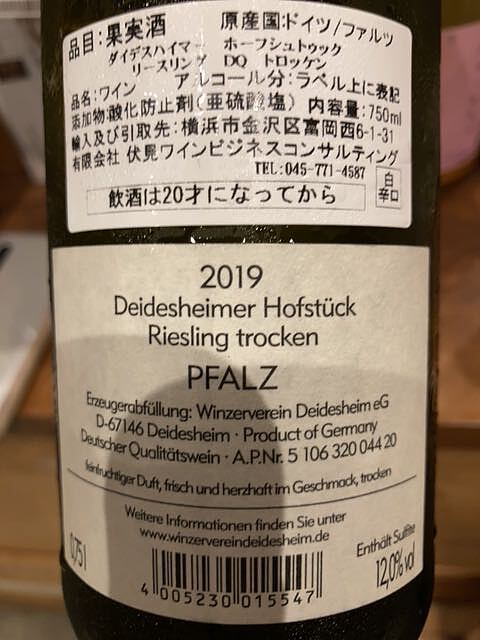 品目:果実酒 原産国:ドイツ/ファルツ
ダイデスハイマー ホーフシュトゥック
リースリング DQ トロッケン
品名:ワイン アルコール分:ラベル上に表記
添加物:酸化防止剤(亜硫酸塩) 内容量:750ml
輸入及び引取先:横浜市金沢区富岡西6-1-31
有限会社 伏見ワインビジネスコンサルティング
TEL:045-771-4587
飲酒は20才になってから
白
辛口
2019
Deidesheimer Hofstück
Riesling trocken
PFALZ
Erzeugerabfüllung: Winzerverein Deidesheim eG
D-67146 Deidesheim · Product of Germany
Deutscher Qualitätswein · A.P.Nr. 5 106 320 044 20
feinfruchtiger Duft, frisch und herzhaft im Geschmack, trocken
Weitere Informationen finden Sie unter
www.winzervereindeidesheim.de
0,75l
Enthält Sulfite
12,0% vol
4 005230 015547